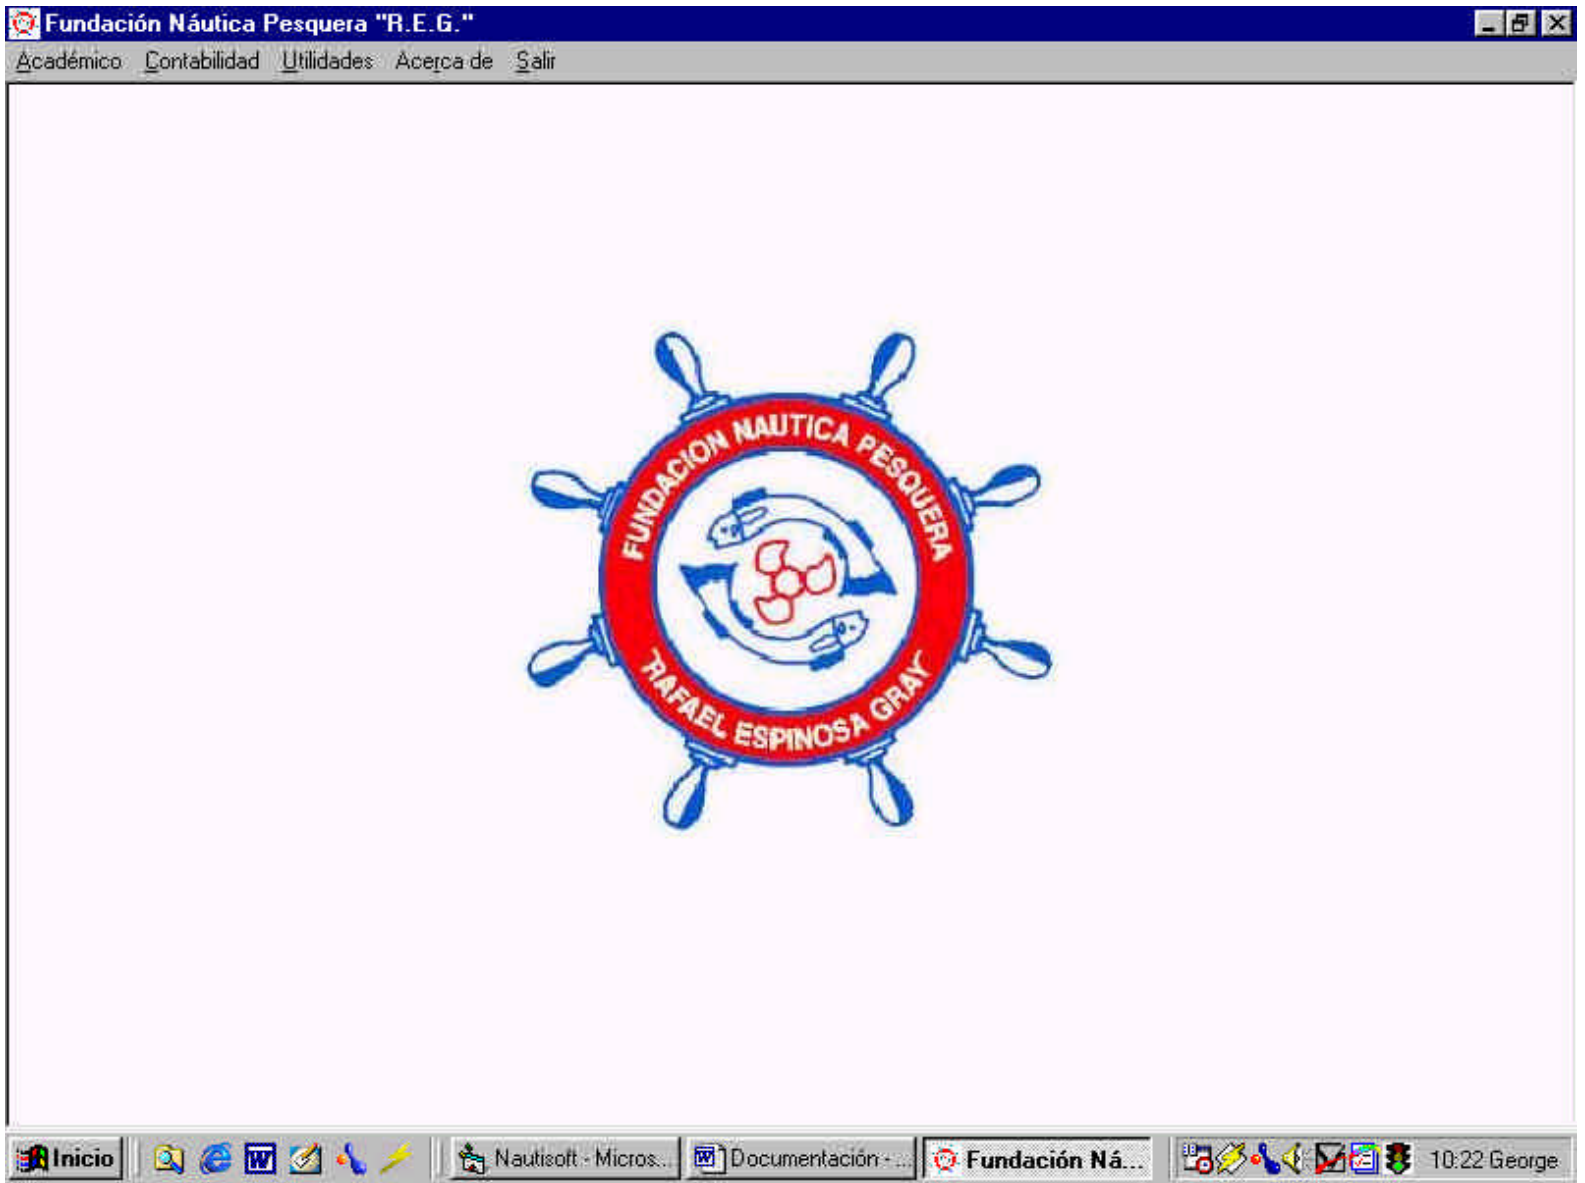 Fundación Náutica Pesquera "R.E.G."
Académico Contabilidad Utilidades Acerca de Salir
FUNDACION NAUTICA PESQUERA
"RAFAEL ESPINOSA GRAY"
Inicio Nautisoft - Micros... Documentación - ... Fundación Ná... 10:22 George